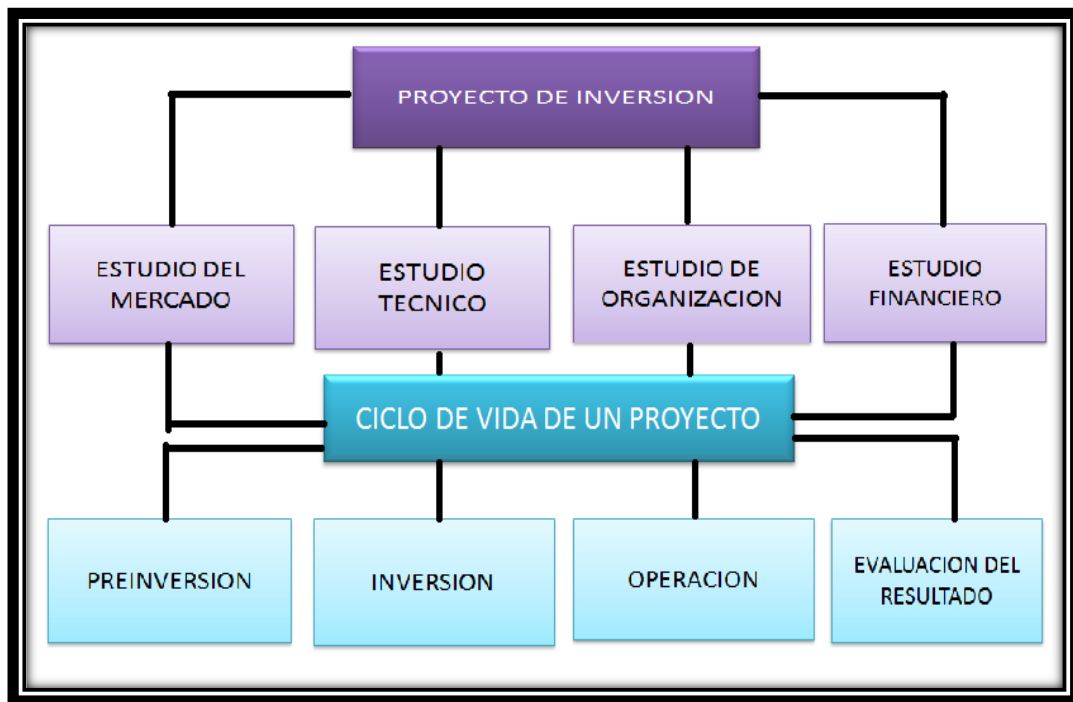 PROYECTO DE INVERSION
ESTUDIO DEL
MERCADO
ESTUDIO
TECNICO
ESTUDIO DE
ORGANIZACION
ESTUDIO
FINANCIERO
CICLO DE VIDA DE UN PROYECTO
PREINVERSION
INVERSION
OPERACION
EVALUACION DEL
RESULTADO